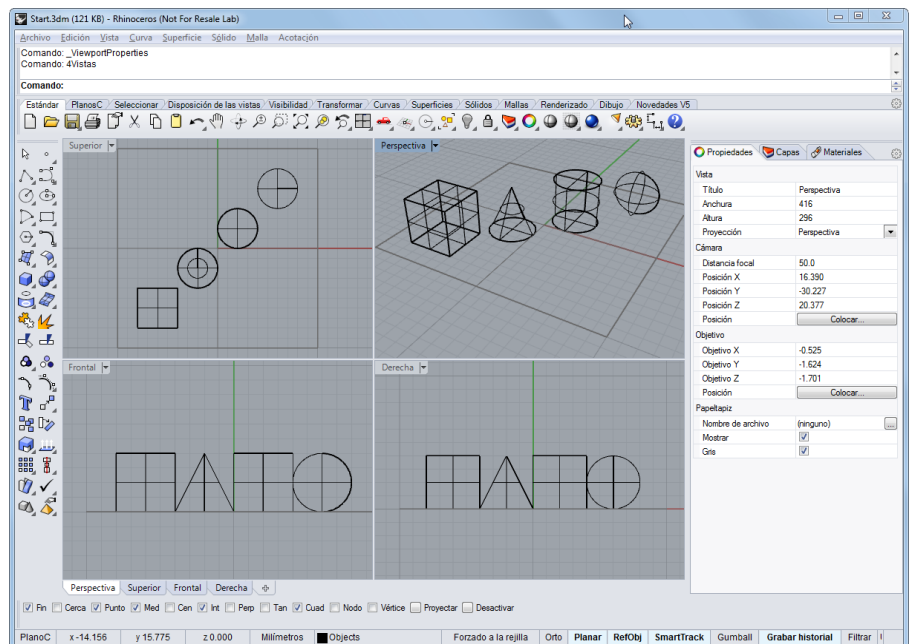 Start.3dm (121 KB) - Rhinoceros (Not For Resale Lab)
Archivo Edición Vista Curva Superficie Sólido Malla Acotacjón
Comando: _ViewportProperties
Comando: 4Vistas
Comando:
Estándar PlanosC Seleccionar Disposición de las vistas Visibilidad Transformar Curvas Superficies Sólidos Mallas Renderizado Dibujo Novedades V5
Superior
Perspectiva
Frontal
Derecha
Propiedades Capas Materiales
Vista
Título Perspectiva
Anchura 416
Altura 296
Proyección Perspectiva
Cámara
Distancia focal 50.0
Posición X 16.390
Posición Y -30.227
Posición Z 20.377
Posición Colocar...
Objetivo
Objetivo X -0.525
Objetivo Y -1.624
Objetivo Z -1.701
Posición Colocar...
Papeltapiz
Nombre de archivo (ninguno) ...
Mostrar
Gris
Perspectiva Superior Frontal Derecha
Fin Cerca Punto Med Cen Int Perp Tan Cuad Nodo Vértice Proyectar Desactivar
PlanoC x -14.156 y 15.775 z 0.000 Milímetros Objects Forzado a la rejilla Orto Planar RefObj SmartTrack Gumball Grabar historial Filtrar